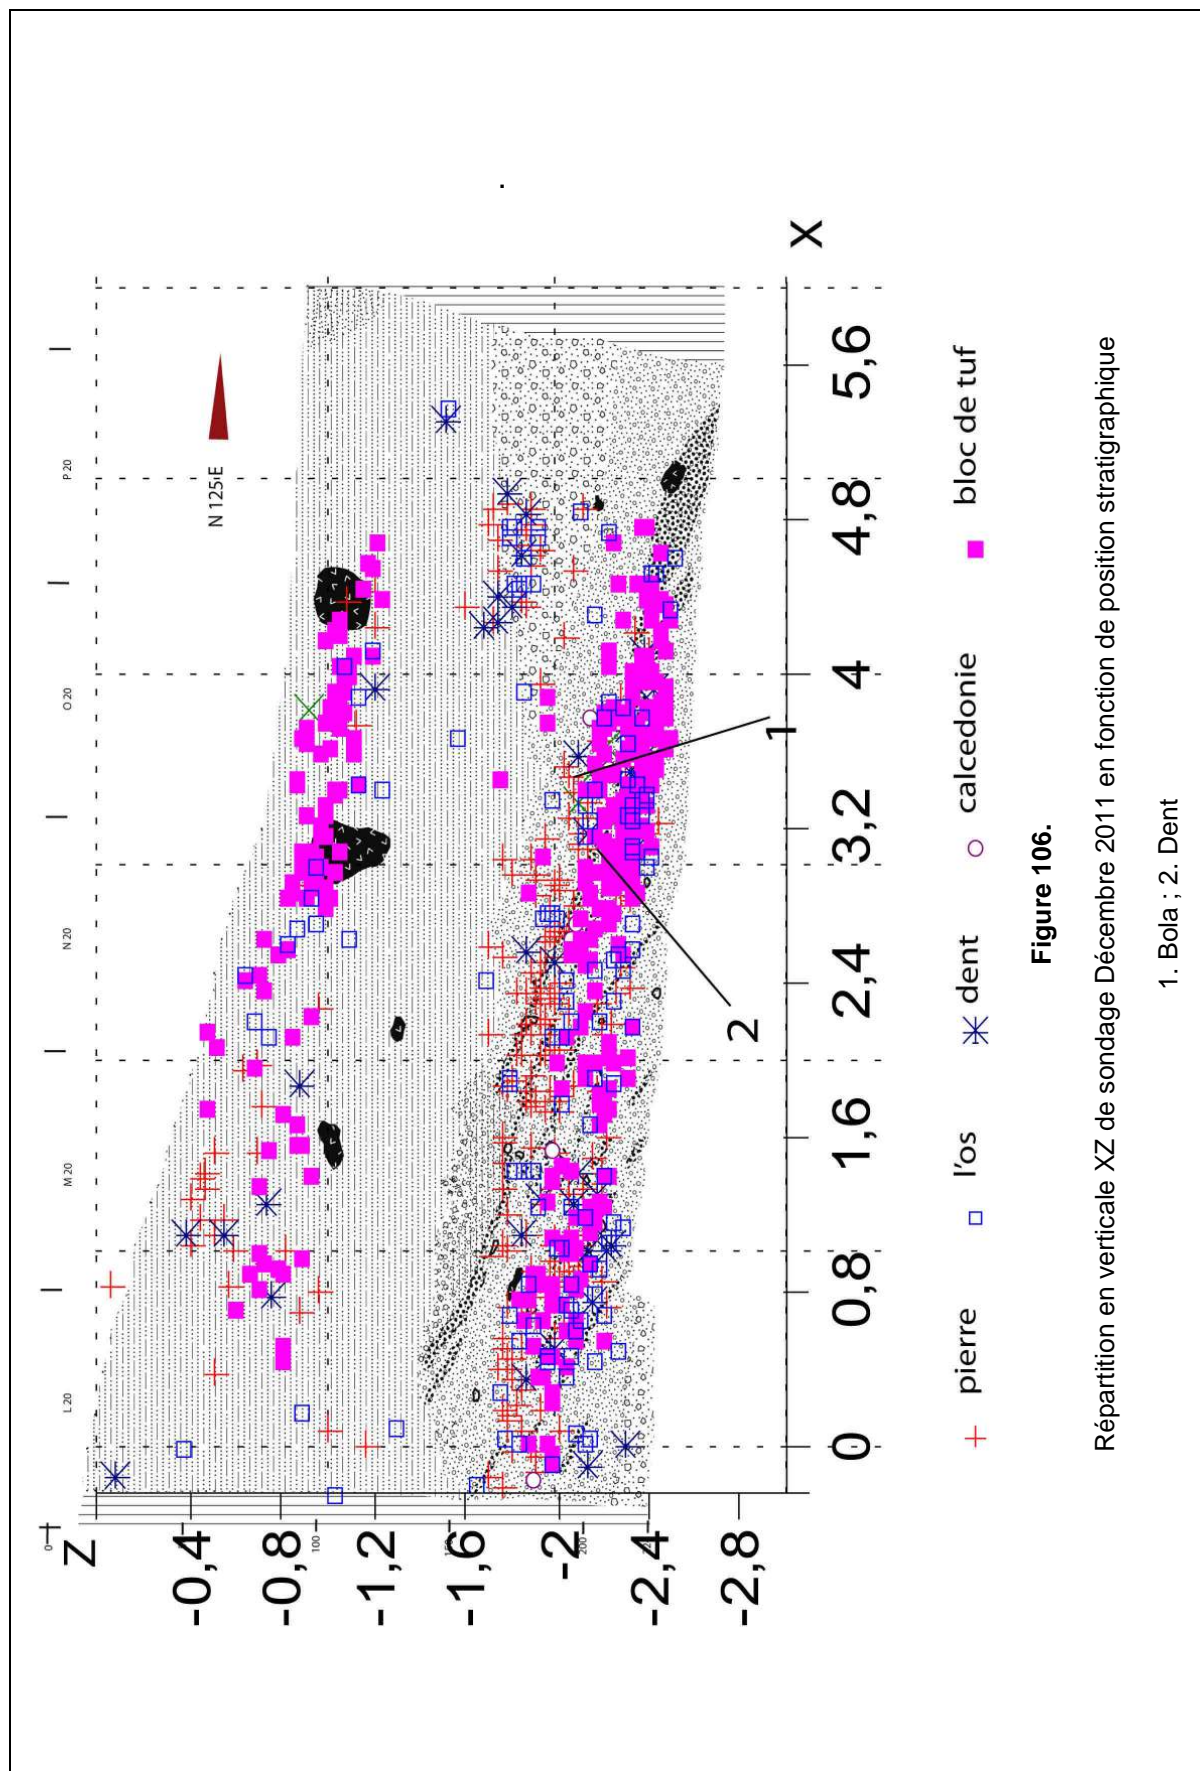 L 20
M 20
N 20
O 20
P 20
N 125E
Z
0
-0,4
-0,8
100
-1,2
-1,6
-2
200
-2,4
-2,8
0
0,8
1,6
2,4
3,2
4
4,8
5,6
X
1
2
pierre
l'os
dent
calcedonie
bloc de tuf
Figure 106.
Répartition en verticale XZ de sondage Décembre 2011 en fonction de position stratigraphique
1. Bola ; 2. Dent